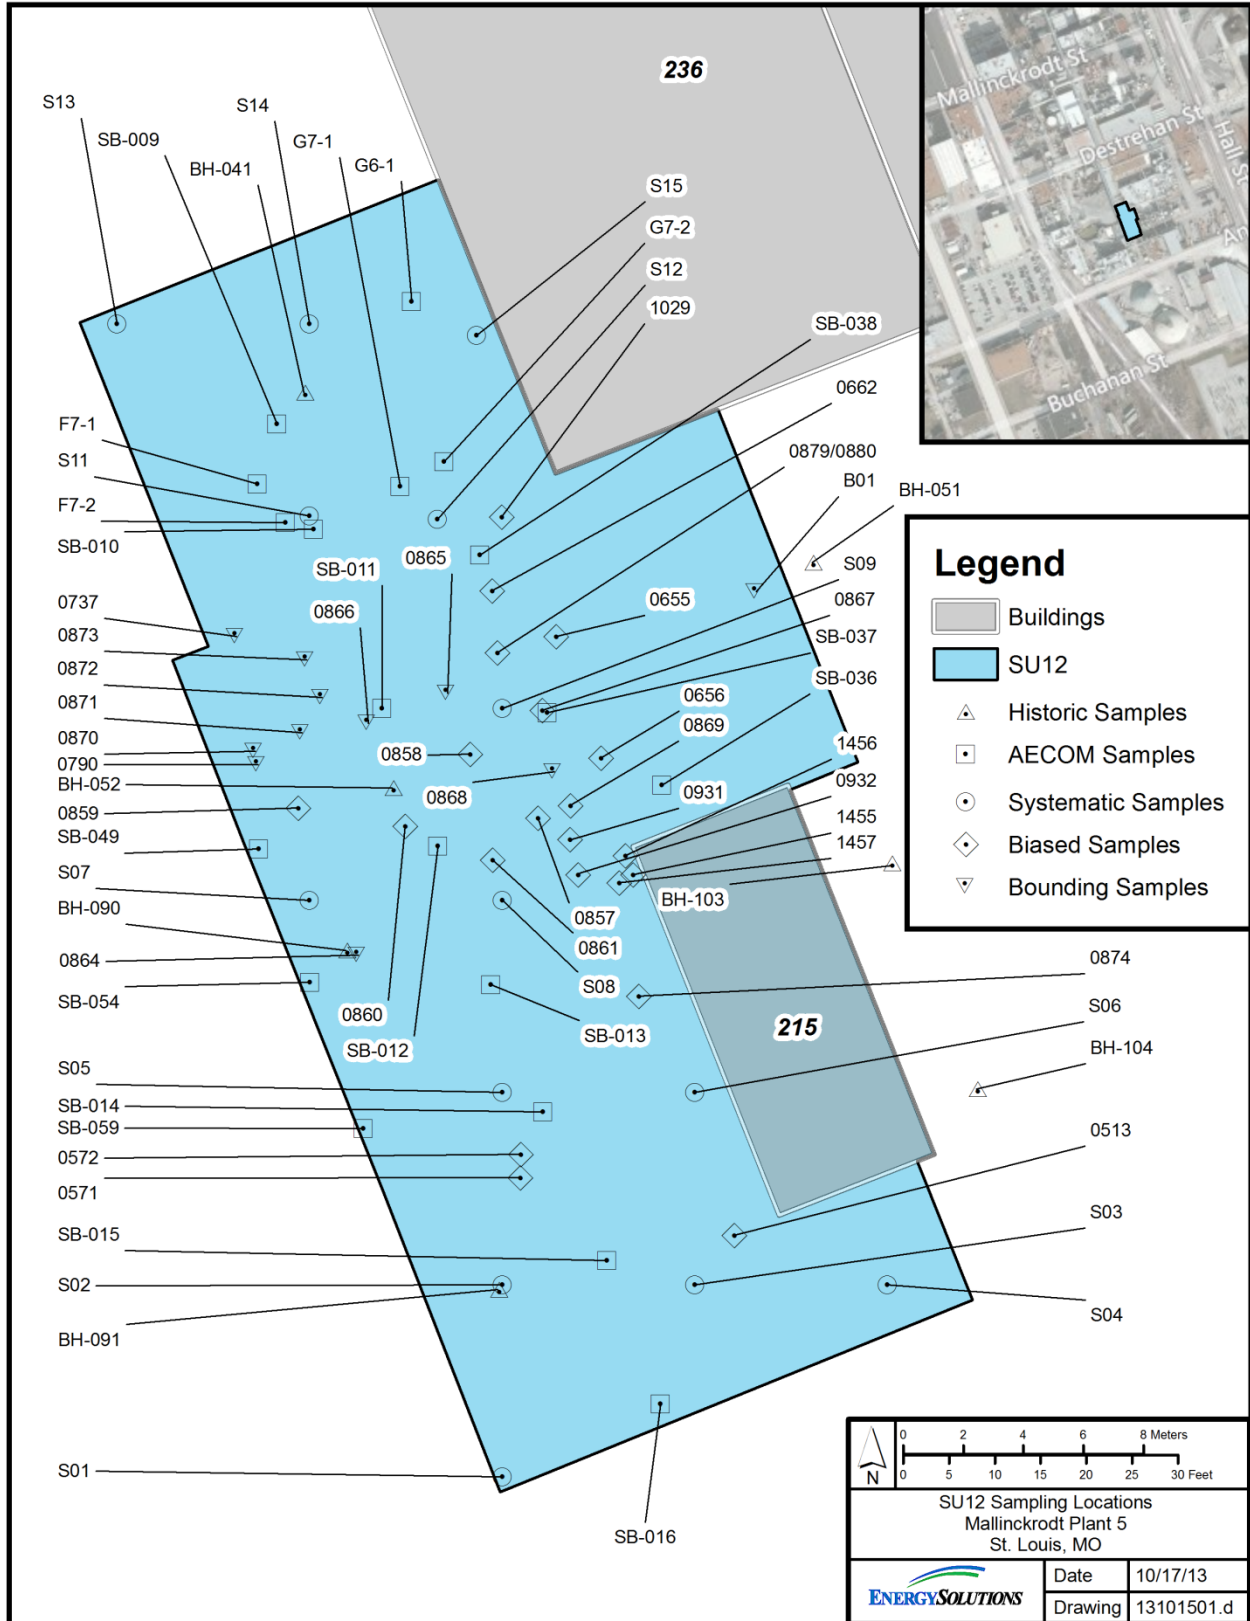 236
S13
S14
SB-009
G7-1
BH-041
G6-1
S15
G7-2
S12
1029
SB-038
0662
0879/0880
B01
BH-051
F7-1
S11
F7-2
SB-010
SB-011
0865
S09
0867
SB-037
SB-036
0655
0866
0737
0873
0872
0871
0870
0790
BH-052
0859
SB-049
S07
BH-090
0864
SB-054
0656
0869
0858
0868
0931
1456
0932
1455
1457
BH-103
0857
0861
S08
0860
SB-012
SB-013
0874
215
S06
BH-104
S05
SB-014
SB-059
0572
0571
SB-015
S02
BH-091
0513
S03
S04
S01
SB-016
Mallinckrodt St
Destrehan St
Hall St
An
Buchanan St
Legend
Buildings
SU12
Historic Samples
AECOM Samples
Systematic Samples
Biased Samples
Bounding Samples
N
0 2 4 6 8 Meters
0 5 10 15 20 25 30 Feet
SU12 Sampling Locations
Mallinckrodt Plant 5
St. Louis, MO
ENERGYSOLUTIONS
Date 10/17/13
Drawing 13101501.d